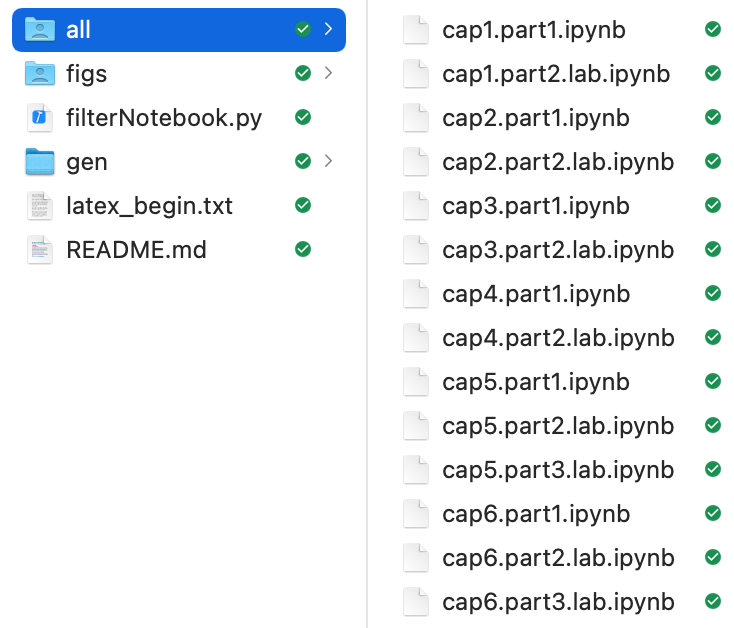 all
figs
filterNotebook.py
gen
latex_begin.txt
README.md
cap1.part1.ipynb
cap1.part2.lab.ipynb
cap2.part1.ipynb
cap2.part2.lab.ipynb
cap3.part1.ipynb
cap3.part2.lab.ipynb
cap4.part1.ipynb
cap4.part2.lab.ipynb
cap5.part1.ipynb
cap5.part2.lab.ipynb
cap5.part3.lab.ipynb
cap6.part1.ipynb
cap6.part2.lab.ipynb
cap6.part3.lab.ipynb